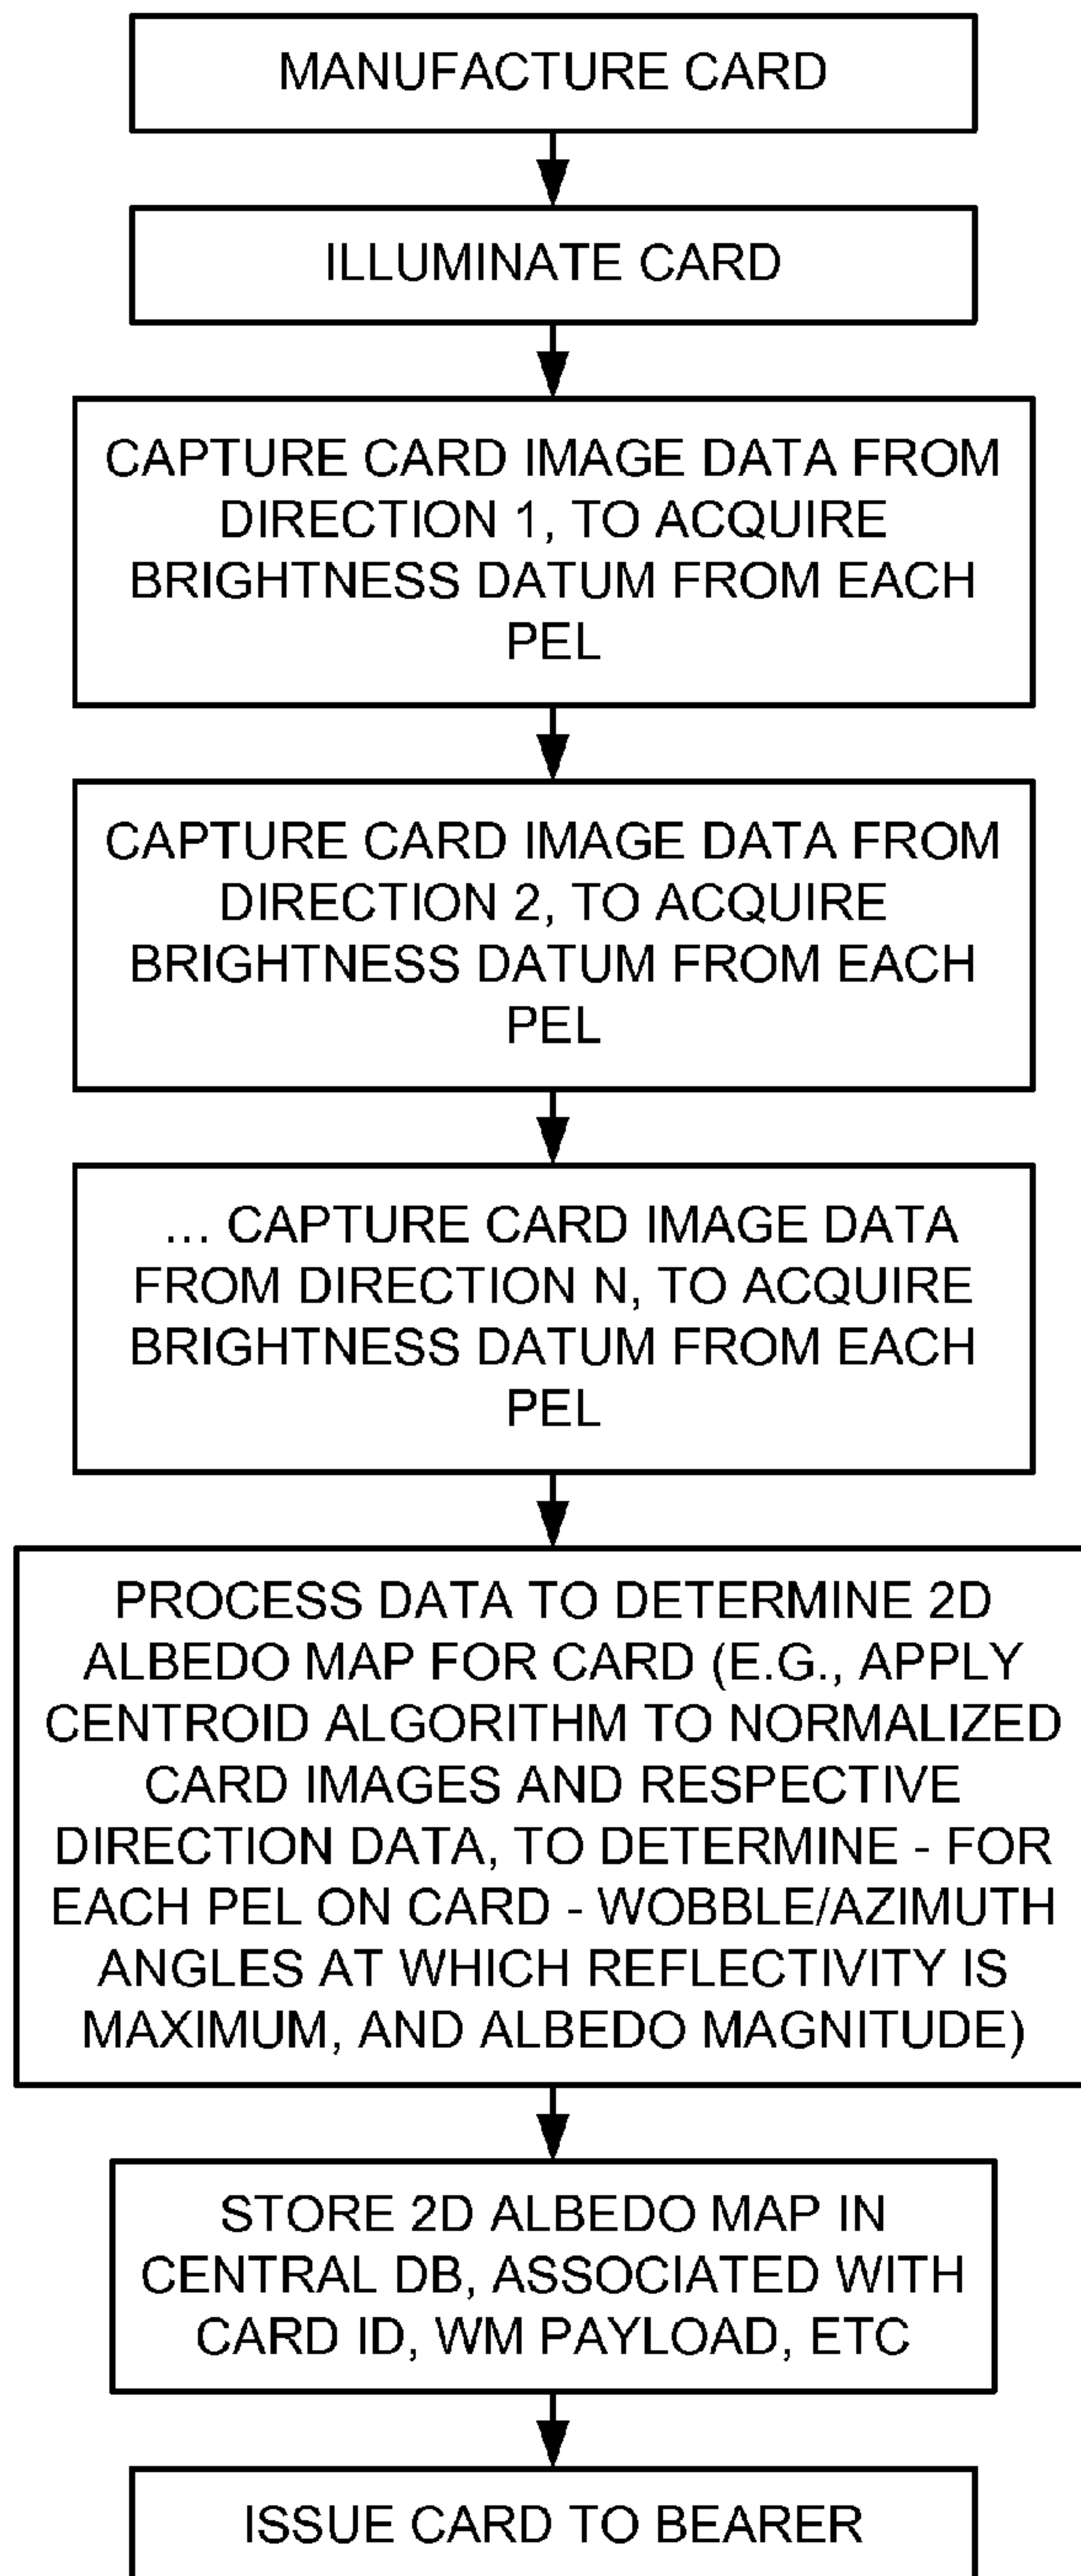 MANUFACTURE CARD
ILLUMINATE CARD
CAPTURE CARD IMAGE DATA FROM
DIRECTION 1, TO ACQUIRE
BRIGHTNESS DATUM FROM EACH
PEL
CAPTURE CARD IMAGE DATA FROM
DIRECTION 2, TO ACQUIRE
BRIGHTNESS DATUM FROM EACH
PEL
... CAPTURE CARD IMAGE DATA
FROM DIRECTION N, TO ACQUIRE
BRIGHTNESS DATUM FROM EACH
PEL
PROCESS DATA TO DETERMINE 2D
ALBEDO MAP FOR CARD (E.G., APPLY
CENTROID ALGORITHM TO NORMALIZED
CARD IMAGES AND RESPECTIVE
DIRECTION DATA, TO DETERMINE - FOR
EACH PEL ON CARD - WOBBLE/AZIMUTH
ANGLES AT WHICH REFLECTIVITY IS
MAXIMUM, AND ALBEDO MAGNITUDE)
STORE 2D ALBEDO MAP IN
CENTRAL DB, ASSOCIATED WITH
CARD ID, WM PAYLOAD, ETC
ISSUE CARD TO BEARER